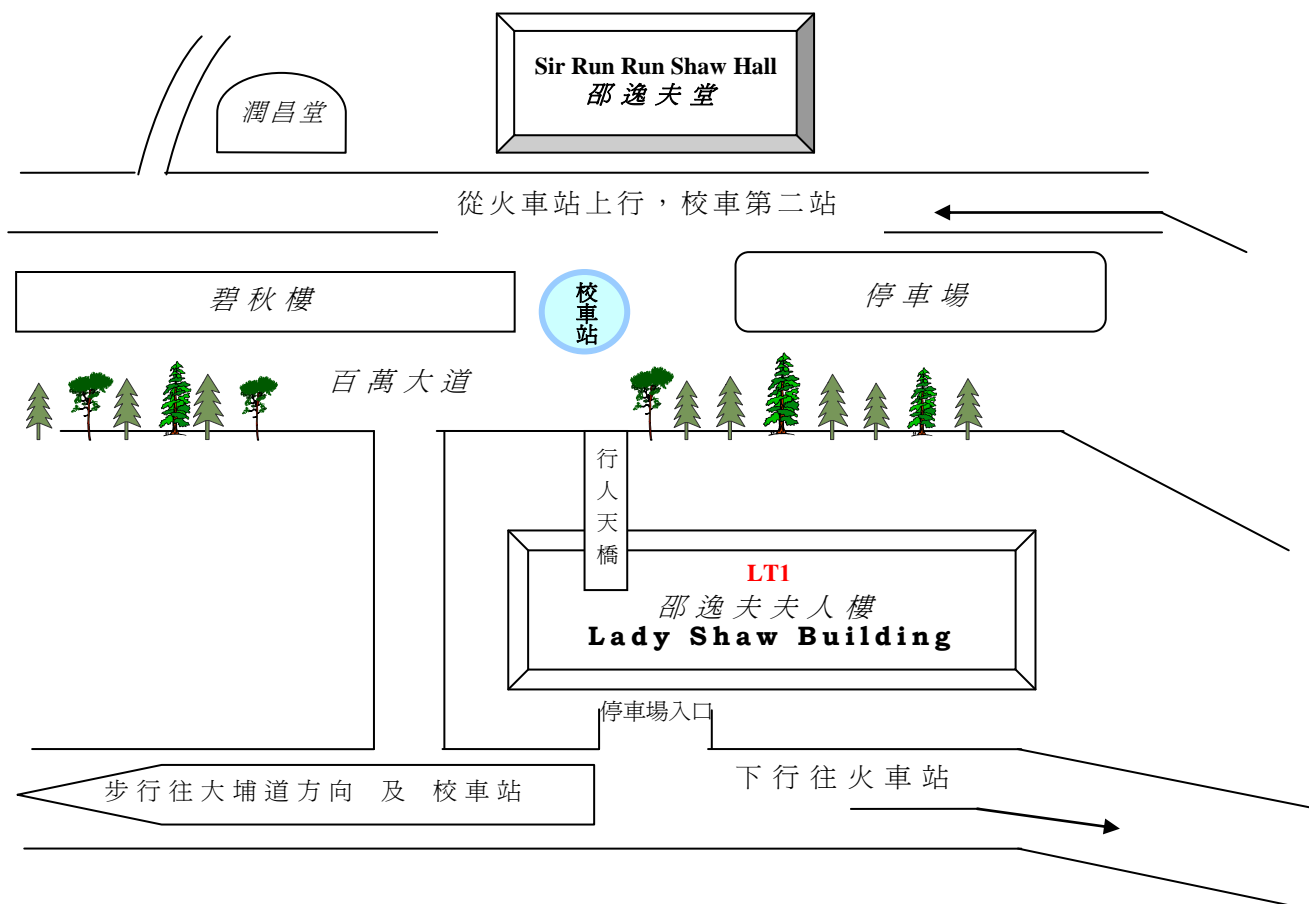 Sir Run Run Shaw Hall
邵逸夫堂
潤昌堂
從火車站上行，校車第二站
碧秋樓
校車站
停車場
百萬大道
行人天橋
LT1
邵逸夫夫人樓
Lady Shaw Building
停車場入口
步行往大埔道方向 及 校車站
下行往火車站